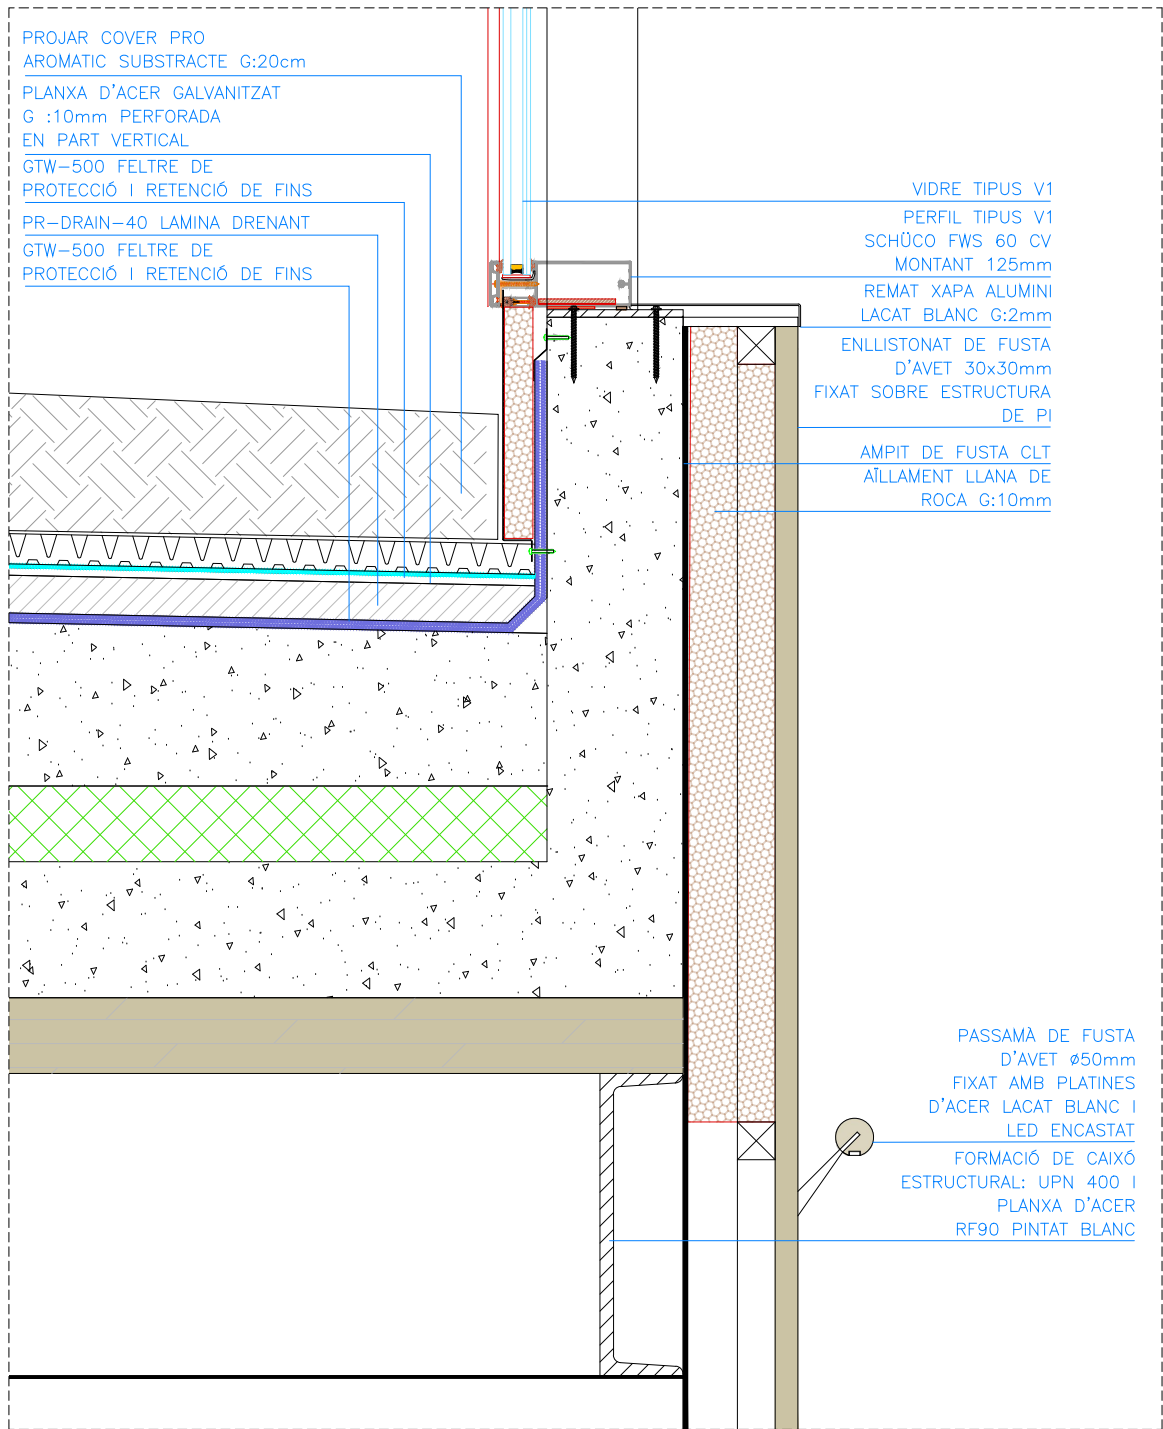 PROJAR COVER PRO
AROMATIC SUBSTRACTE G:20cm
PLANXA D'ACER GALVANITZAT
G :10mm PERFORADA
EN PART VERTICAL
GTW-500 FELTRE DE
PROTECCIÓ I RETENCIÓ DE FINS
PR-DRAIN-40 LAMINA DRENANT
GTW-500 FELTRE DE
PROTECCIÓ I RETENCIÓ DE FINS
VIDRE TIPUS V1
PERFIL TIPUS V1
SCHÜCO FWS 60 CV
MONTANT 125mm
REMAT XAPA ALUMINI
LACAT BLANC G:2mm
ENLLISTONAT DE FUSTA
D'AVET 30x30mm
FIXAT SOBRE ESTRUCTURA
DE PI
AMPIT DE FUSTA CLT
AÏLLAMENT LLANA DE
ROCA G:10mm
PASSAMÀ DE FUSTA
D'AVET ø50mm
FIXAT AMB PLATINES
D'ACER LACAT BLANC I
LED ENCASTAT
FORMACIÓ DE CAIXÓ
ESTRUCTURAL: UPN 400 I
PLANXA D'ACER
RF90 PINTAT BLANC